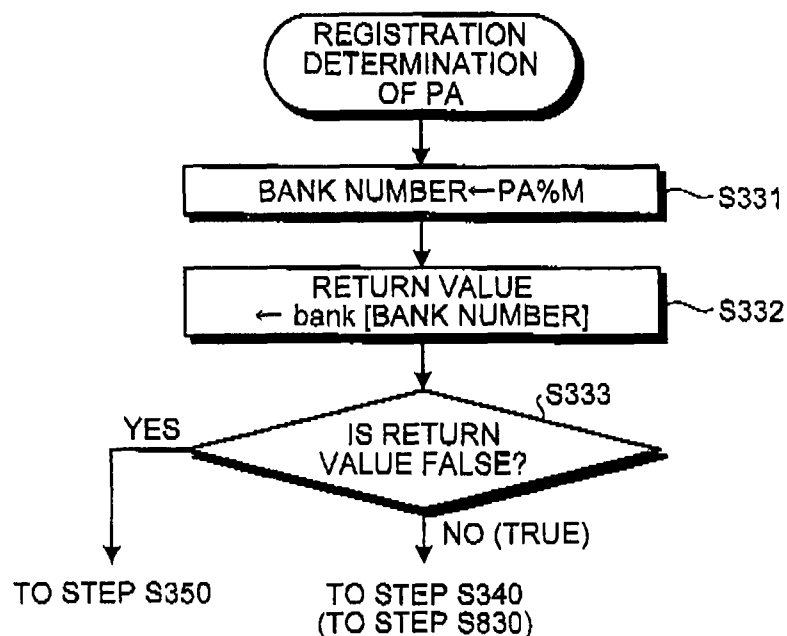 REGISTRATION
DETERMINATION
OF PA
BANK NUMBER←PA%M
S331
RETURN VALUE
← bank [BANK NUMBER]
S332
S333
YES
IS RETURN
VALUE FALSE?
NO (TRUE)
TO STEP S350
TO STEP S340
(TO STEP S830)